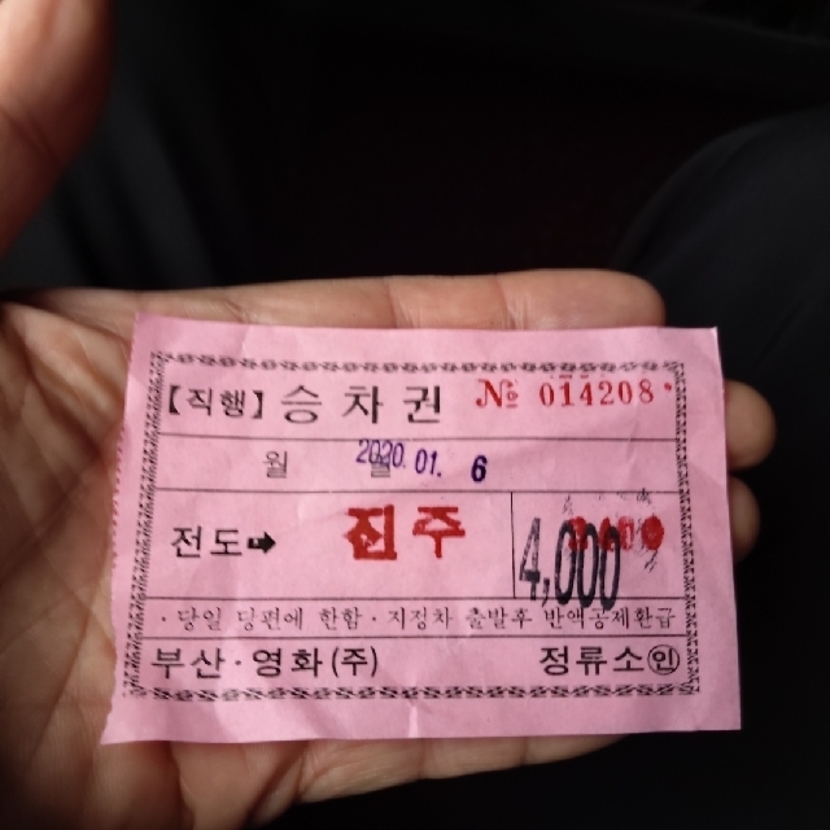 【직행】 승차권 № 014208
월 일 2020.01. 6
전도➡ 진주 4,000
· 당일 당편에 한함 · 지정차 출발후 반액공제환급
부산·영화(주) 정류소㊞